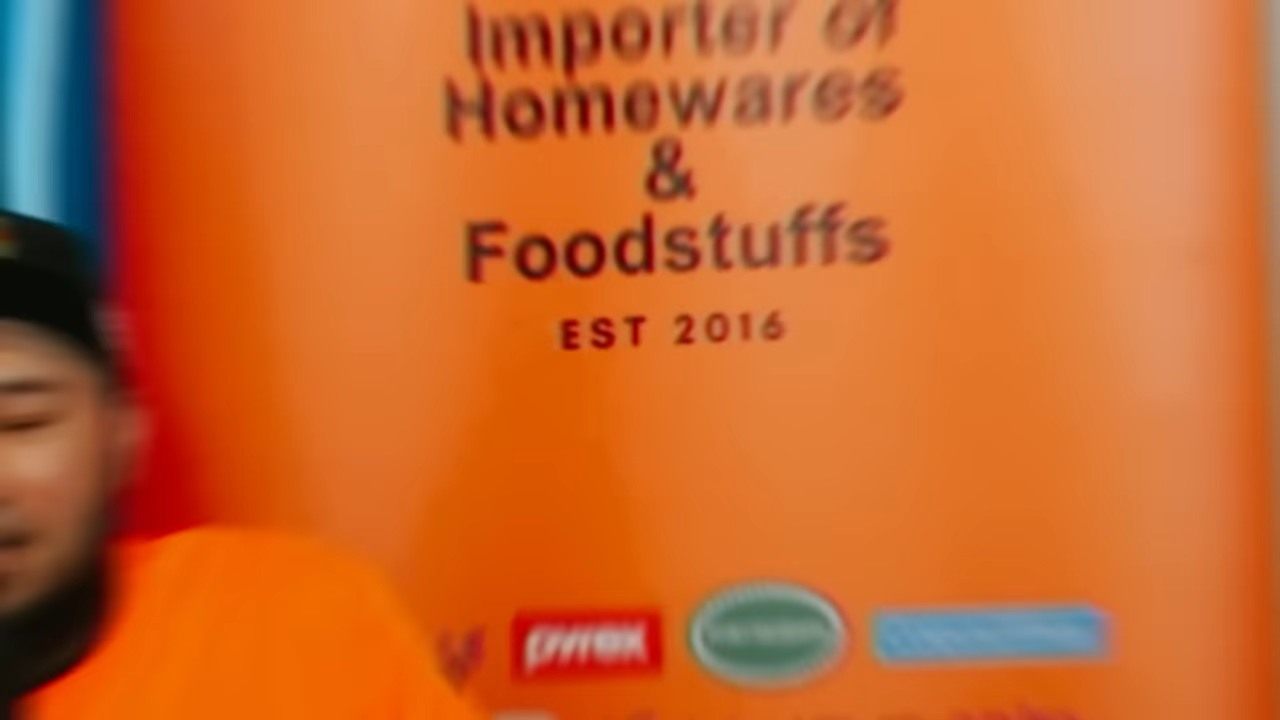 Importer of
Homewares
&
Foodstuffs
EST 2016
pyrex